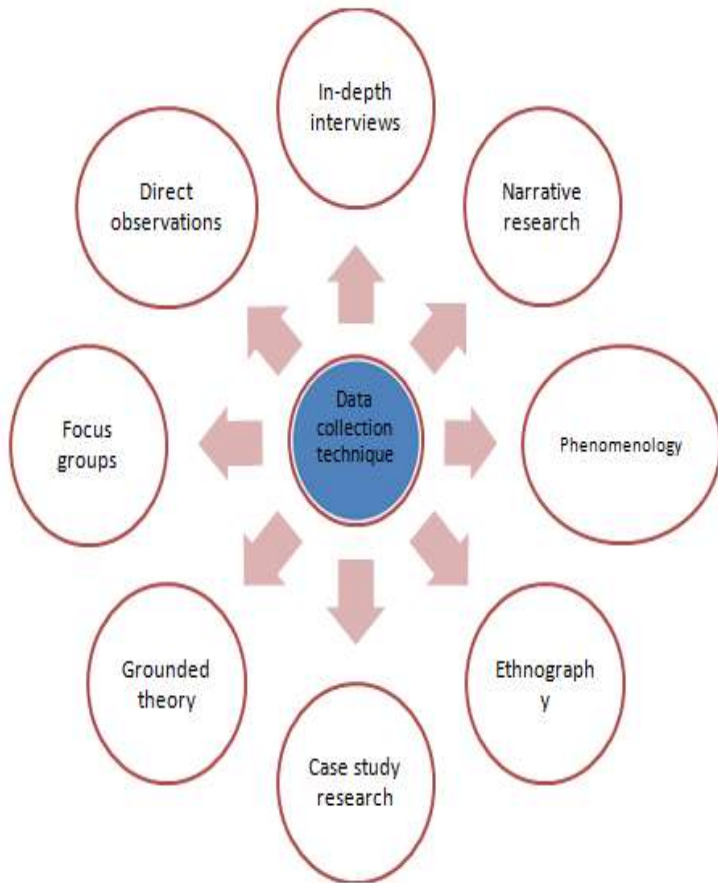 In-depth
interviews
Direct
observations
Narrative
research
Data
collection
technique
Focus
groups
Phenomenology
Grounded
theory
Ethnograph
y
Case study
research